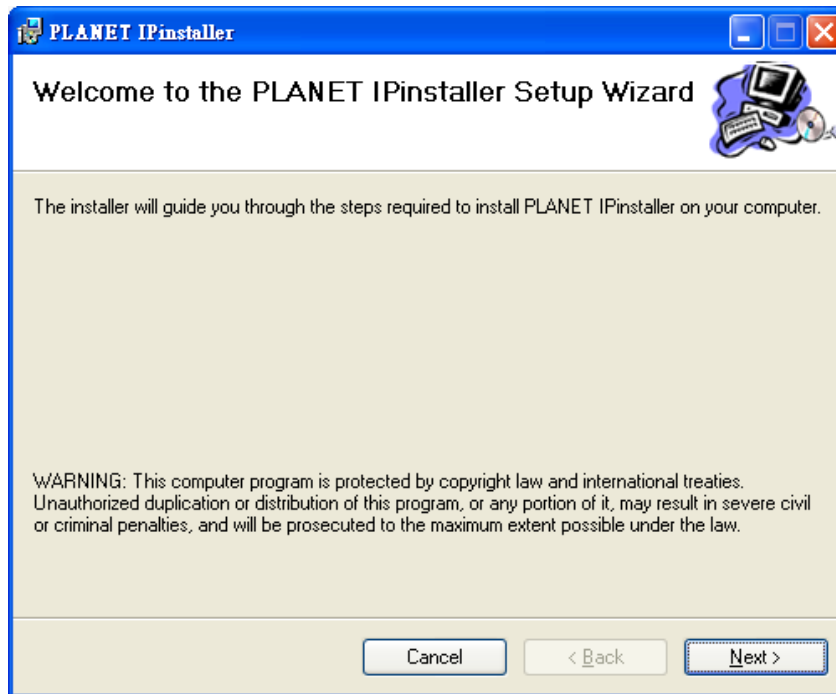 PLANET IPinstaller
Welcome to the PLANET IPinstaller Setup Wizard
The installer will guide you through the steps required to install PLANET IPinstaller on your computer.
WARNING: This computer program is protected by copyright law and international treaties.
Unauthorized duplication or distribution of this program, or any portion of it, may result in severe civil
or criminal penalties, and will be prosecuted to the maximum extent possible under the law.
Cancel < Back Next >